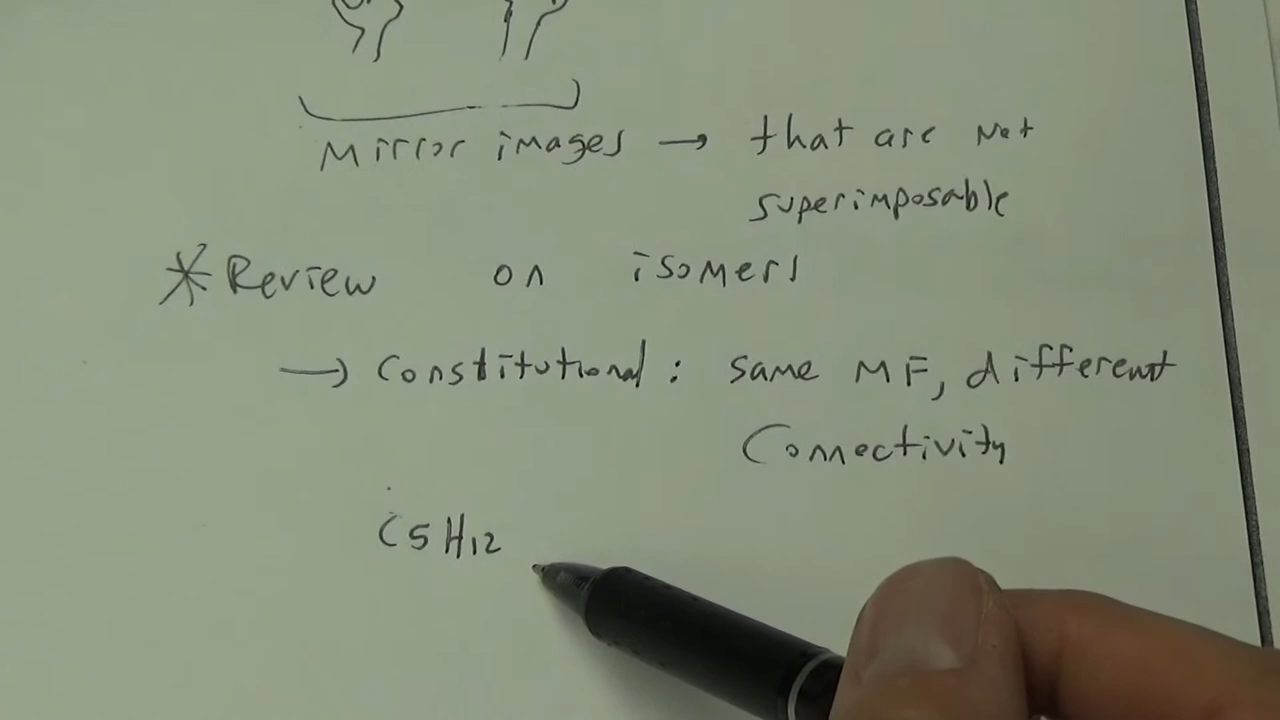 Mirror images → that are not
superimposable
* Review on isomers
→ Constitutional: same MF, different
Connectivity
C5H12